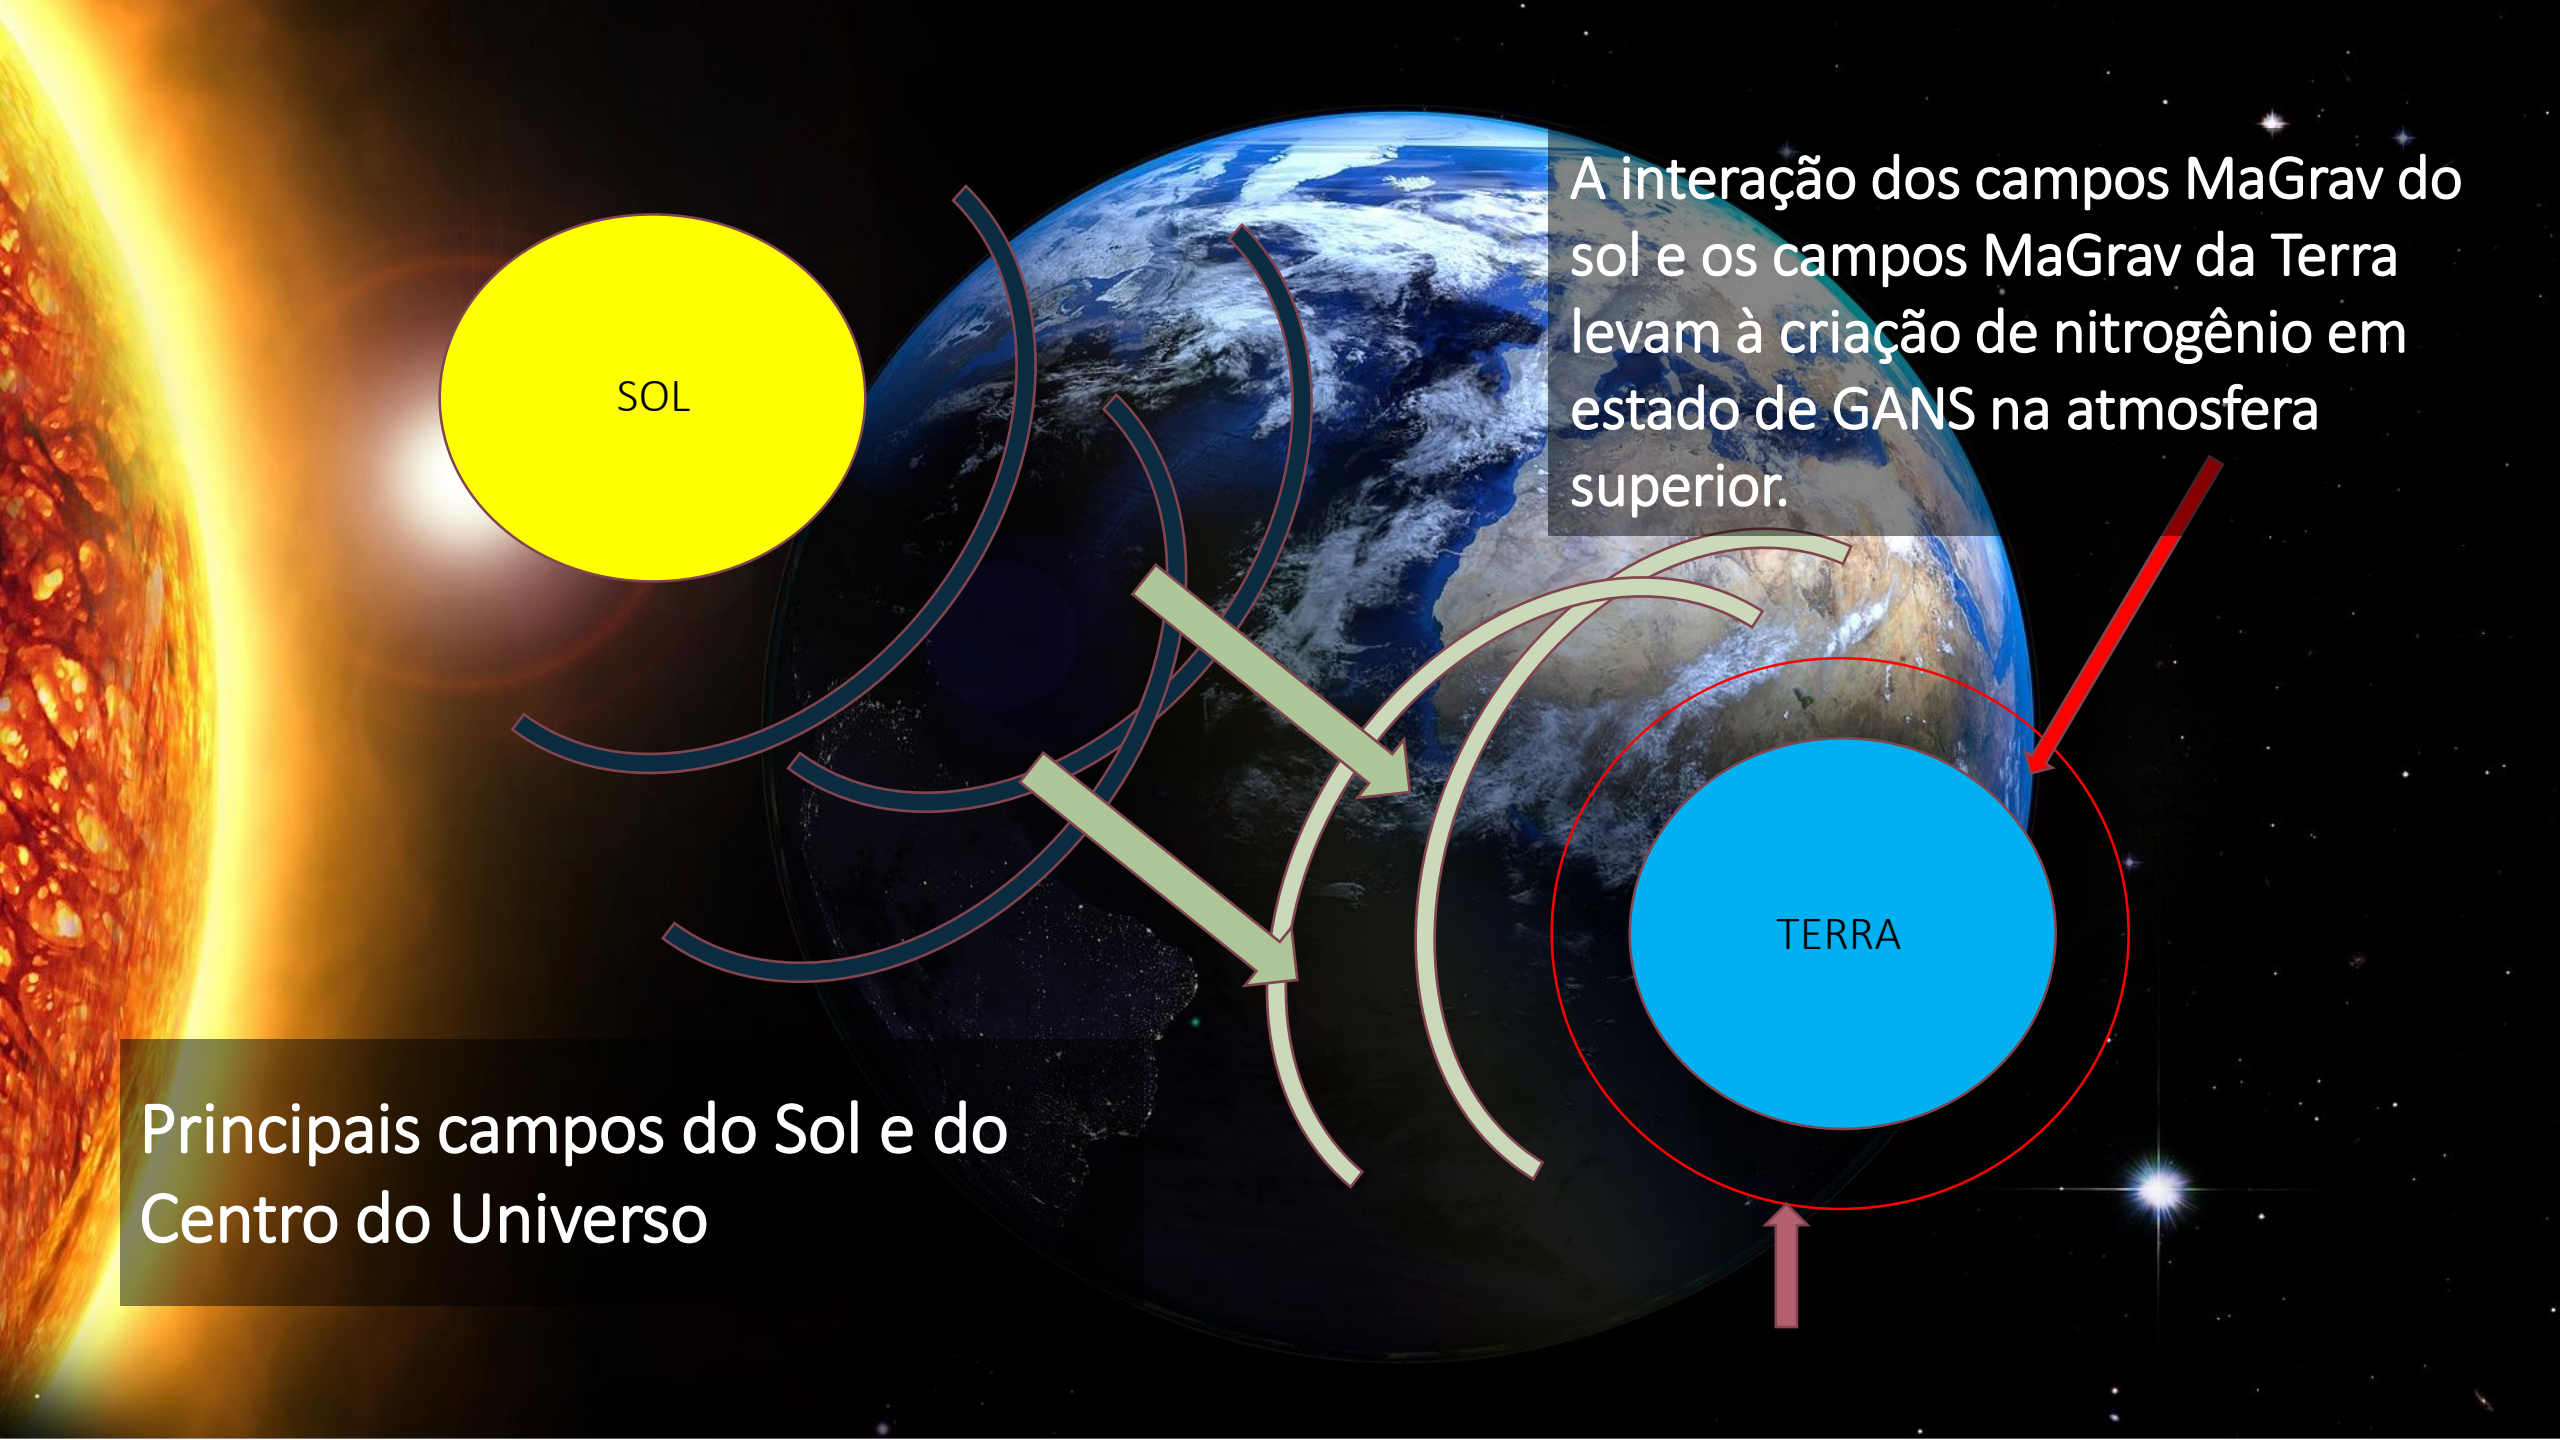 SOL
A interação dos campos MaGrav do
sol e os campos MaGrav da Terra
levam à criação de nitrogênio em
estado de GANS na atmosfera
superior.
TERRA
Principais campos do Sol e do
Centro do Universo